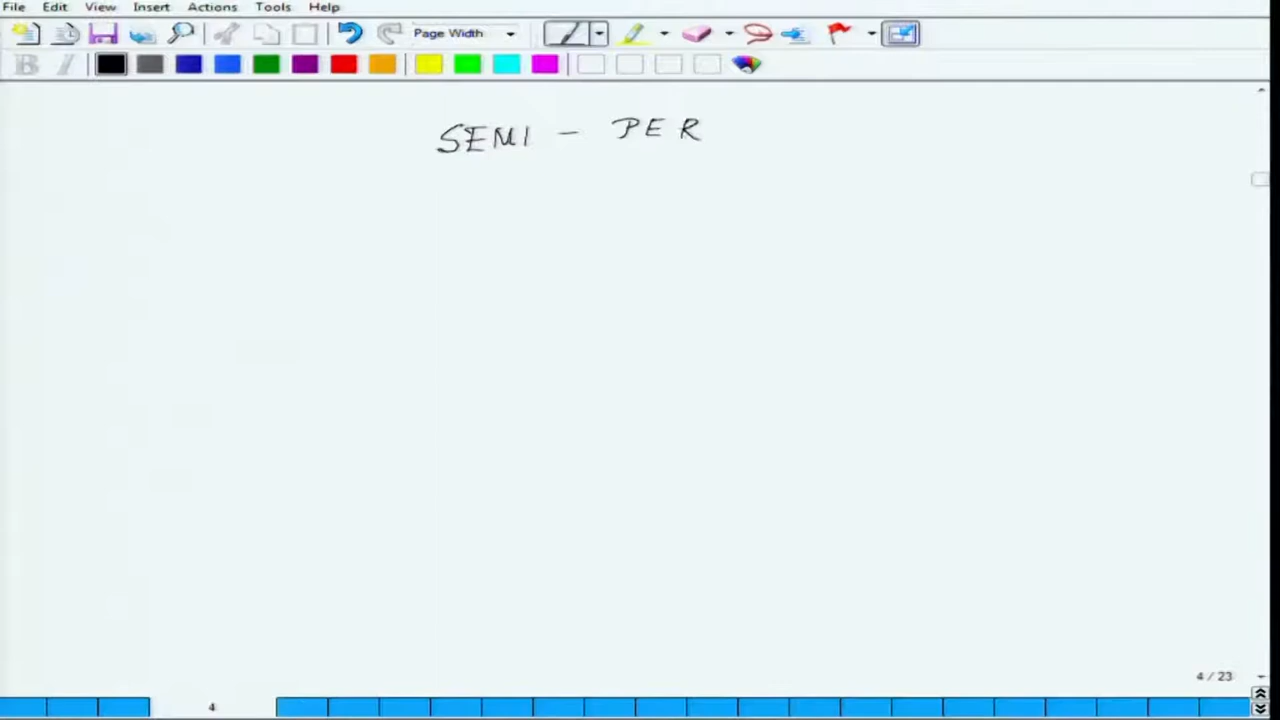 File Edit View Insert Actions Tools Help
Page Width
B I
SEMI - PER
4 / 23
4